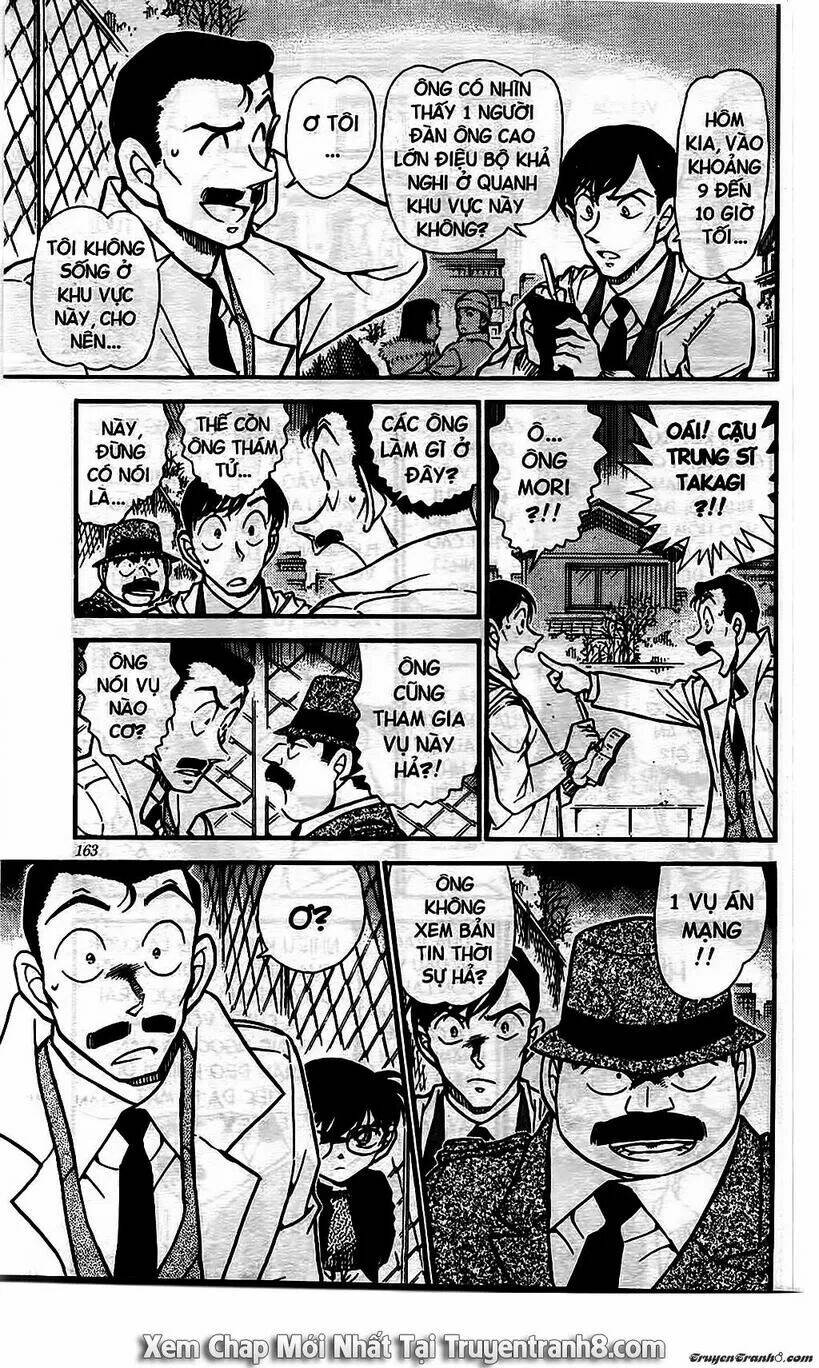 HÔM
KIA, VÀO
KHOẢNG
9 ĐẾN
10 GIỜ
TỐI...
ÔNG CÓ NHÌN
THẤY 1 NGƯỜI
ĐÀN ÔNG CAO
LỚN ĐIỆU BỘ KHẢ
NGHI Ở QUANH
KHU VỰC NÀY
KHÔNG?
Ơ TÔI
...
TÔI KHÔNG
SỐNG Ở
KHU VỰC
NÀY, CHO
NÊN...
OÁI! CẬU
TRUNG SĨ
TAKAGI
?!!
Ô...
ÔNG
MORI
?!!
CÁC ÔNG
LÀM GÌ Ở
ĐÂY?
THẾ CÒN
ÔNG THÁM
TỬ...
NÀY,
ĐỪNG
CÓ NÓI
LÀ...
ÔNG
CŨNG
THAM GIA
VỤ NÀY
HẢ?!
ÔNG
NÓI VỤ
NÀO
CƠ?
163
1 VỤ ÁN
MẠNG
!!
ÔNG
KHÔNG
XEM BẢN
TIN THỜI
SỰ HẢ?
Ơ?
Xem Chap Mới Nhất Tại Truyentranh8.com
TruyenTranh8.com